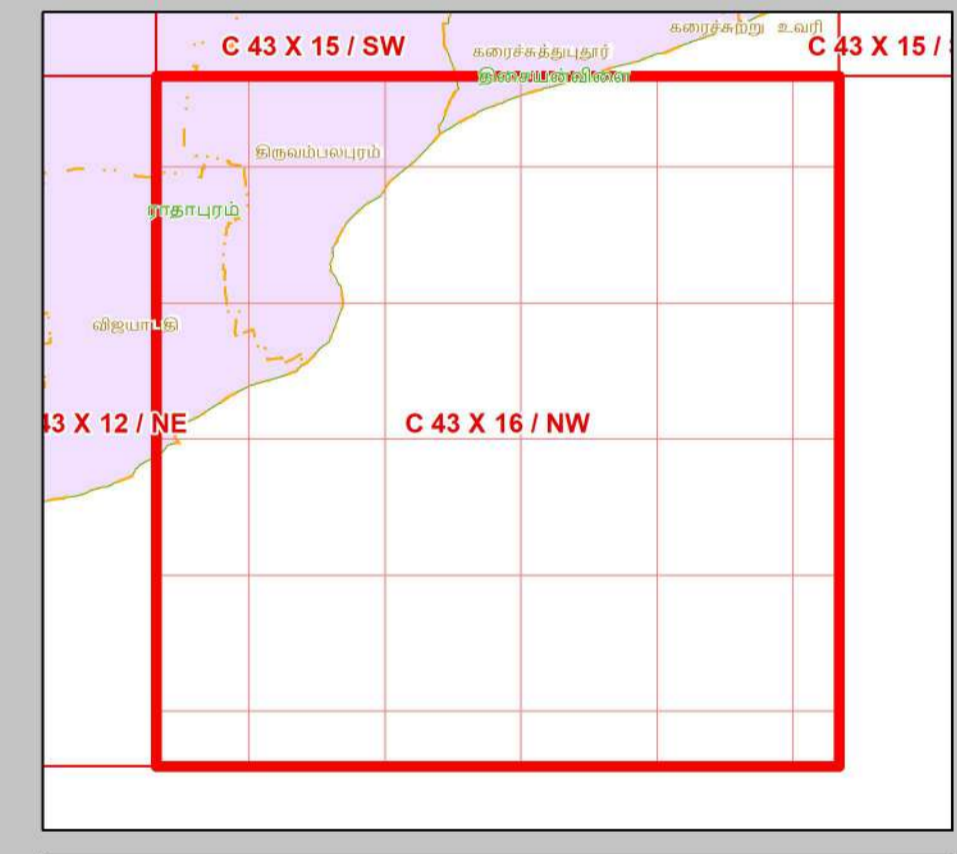 கரைச்சுற்று உவரி
C 43 X 15 / SW
கரைச்சுத்துபுதூர்
C 43 X 15 /
திசையன்விளை
திருவம்பலபுரம்
ராதாபுரம்
விஜயாபதி
43 X 12 / NE
C 43 X 16 / NW